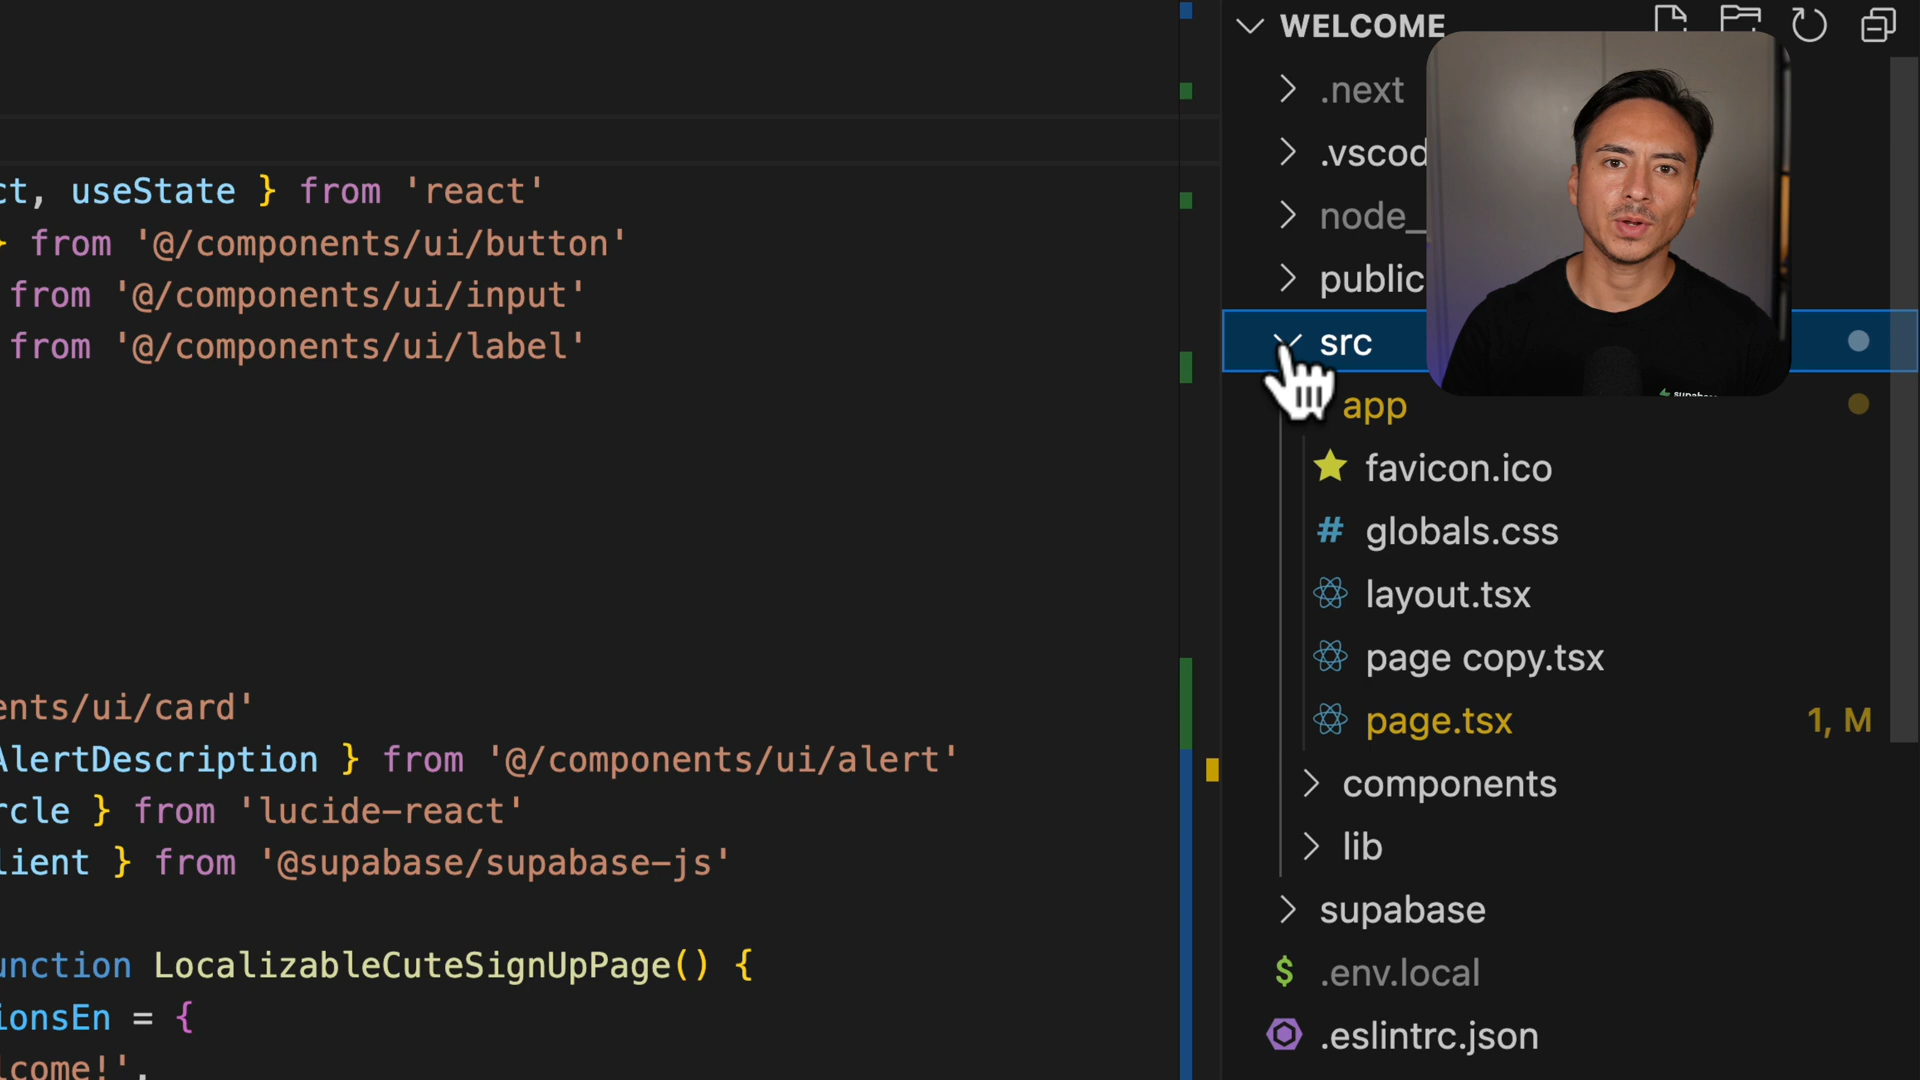 ct, useState } from 'react'
from '@/components/ui/button'
from '@/components/ui/input'
from '@/components/ui/label'
ents/ui/card'
AlertDescription } from '@/components/ui/alert'
rcle } from 'lucide-react'
lient } from '@supabase/supabase-js'
unction LocalizableCuteSignUpPage() {
ionsEn = {
lcome!',
WELCOME
.next
.vscod
node_
public
src
app
favicon.ico
globals.css
layout.tsx
page copy.tsx
page.tsx 1, M
components
lib
supabase
$ .env.local
.eslintrc.json
supabase